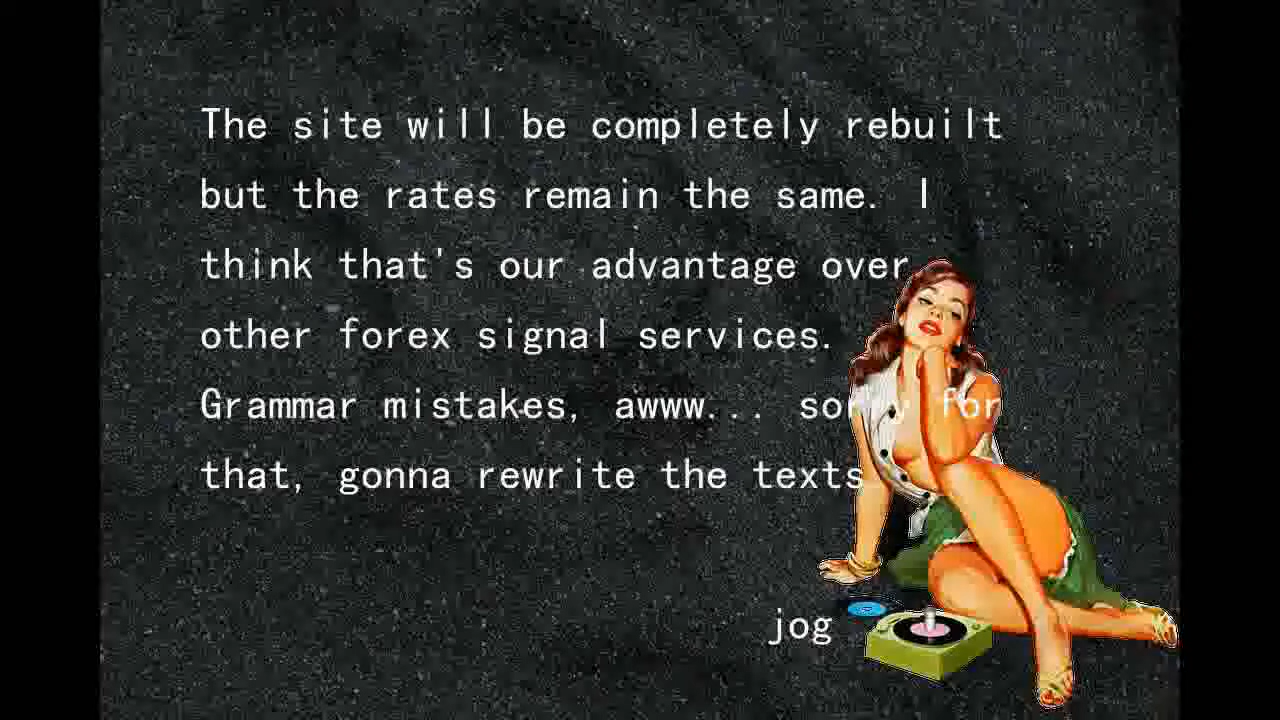 The site will be completely rebuilt
but the rates remain the same. I
think that's our advantage over
other forex signal services.
Grammar mistakes, awww... sorry for
that, gonna rewrite the texts
jog